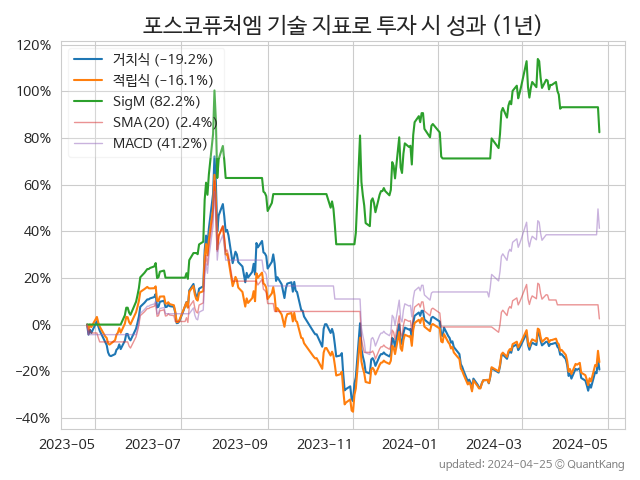 포스코퓨처엠 기술 지표로 투자 시 성과 (1년)
120%
100%
80%
60%
40%
20%
0%
−20%
−40%
거치식 (−19.2%)
적립식 (−16.1%)
SigM (82.2%)
SMA(20) (2.4%)
MACD (41.2%)
2023-05 2023-07 2023-09 2023-11 2024-01 2024-03 2024-05
updated: 2024-04-25 © QuantKang